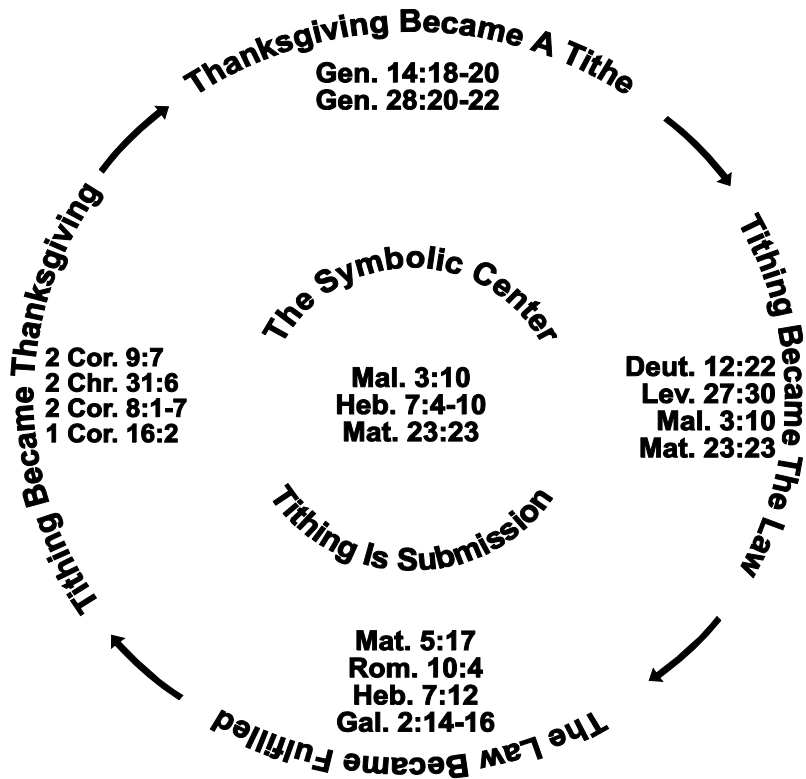 Thanksgiving Became A Tithe
Gen. 14:18-20
Gen. 28:20-22
Tithing Became The Law
Deut. 12:22
Lev. 27:30
Mal. 3:10
Mat. 23:23
The Law Became Fulfilled
Mat. 5:17
Rom. 10:4
Heb. 7:12
Gal. 2:14-16
Tithing Became Thanksgiving
2 Cor. 9:7
2 Chr. 31:6
2 Cor. 8:1-7
1 Cor. 16:2
The Symbolic Center
Mal. 3:10
Heb. 7:4-10
Mat. 23:23
Tithing Is Submission